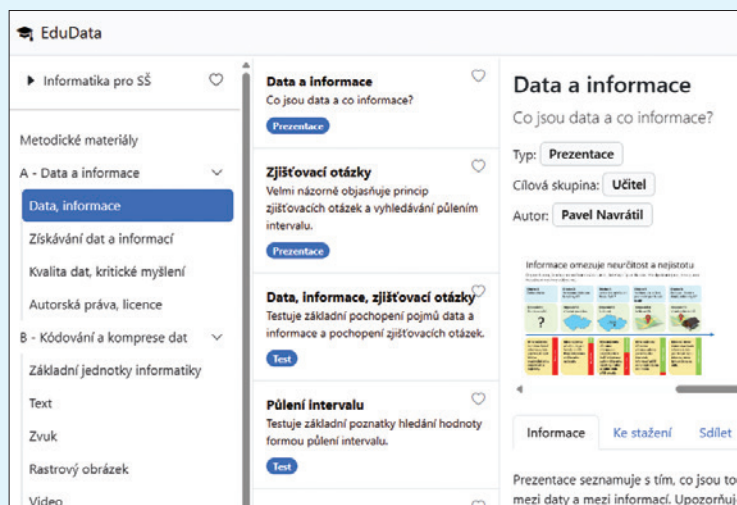 EduData
Informatika pro SŠ
Metodické materiály
A - Data a informace
Data, informace
Získávání dat a informací
Kvalita dat, kritické myšlení
Autorská práva, licence
B - Kódování a komprese dat
Základní jednotky informatiky
Text
Zvuk
Rastrový obrázek
Video
Data a informace
Co jsou data a co informace?
Prezentace
Zjišťovací otázky
Velmi názorně objasňuje princip
zjišťovacích otázek a vyhledávání půlením
intervalu.
Prezentace
Data, informace, zjišťovací otázky
Testuje základní pochopení pojmů data a
informace a pochopení zjišťovacích otázek.
Test
Půlení intervalu
Testuje základní poznatky hledání hodnoty
formou půlení intervalu.
Test
Data a informace
Co jsou data a co informace?
Typ: Prezentace
Cílová skupina: Učitel
Autor: Pavel Navrátil
Informace omezuje neurčitost a nejistotu
?
Informace
Ke stažení
Sdílet
Prezentace seznamuje s tím, co jsou to
mezi daty a mezi informací. Upozorňuj